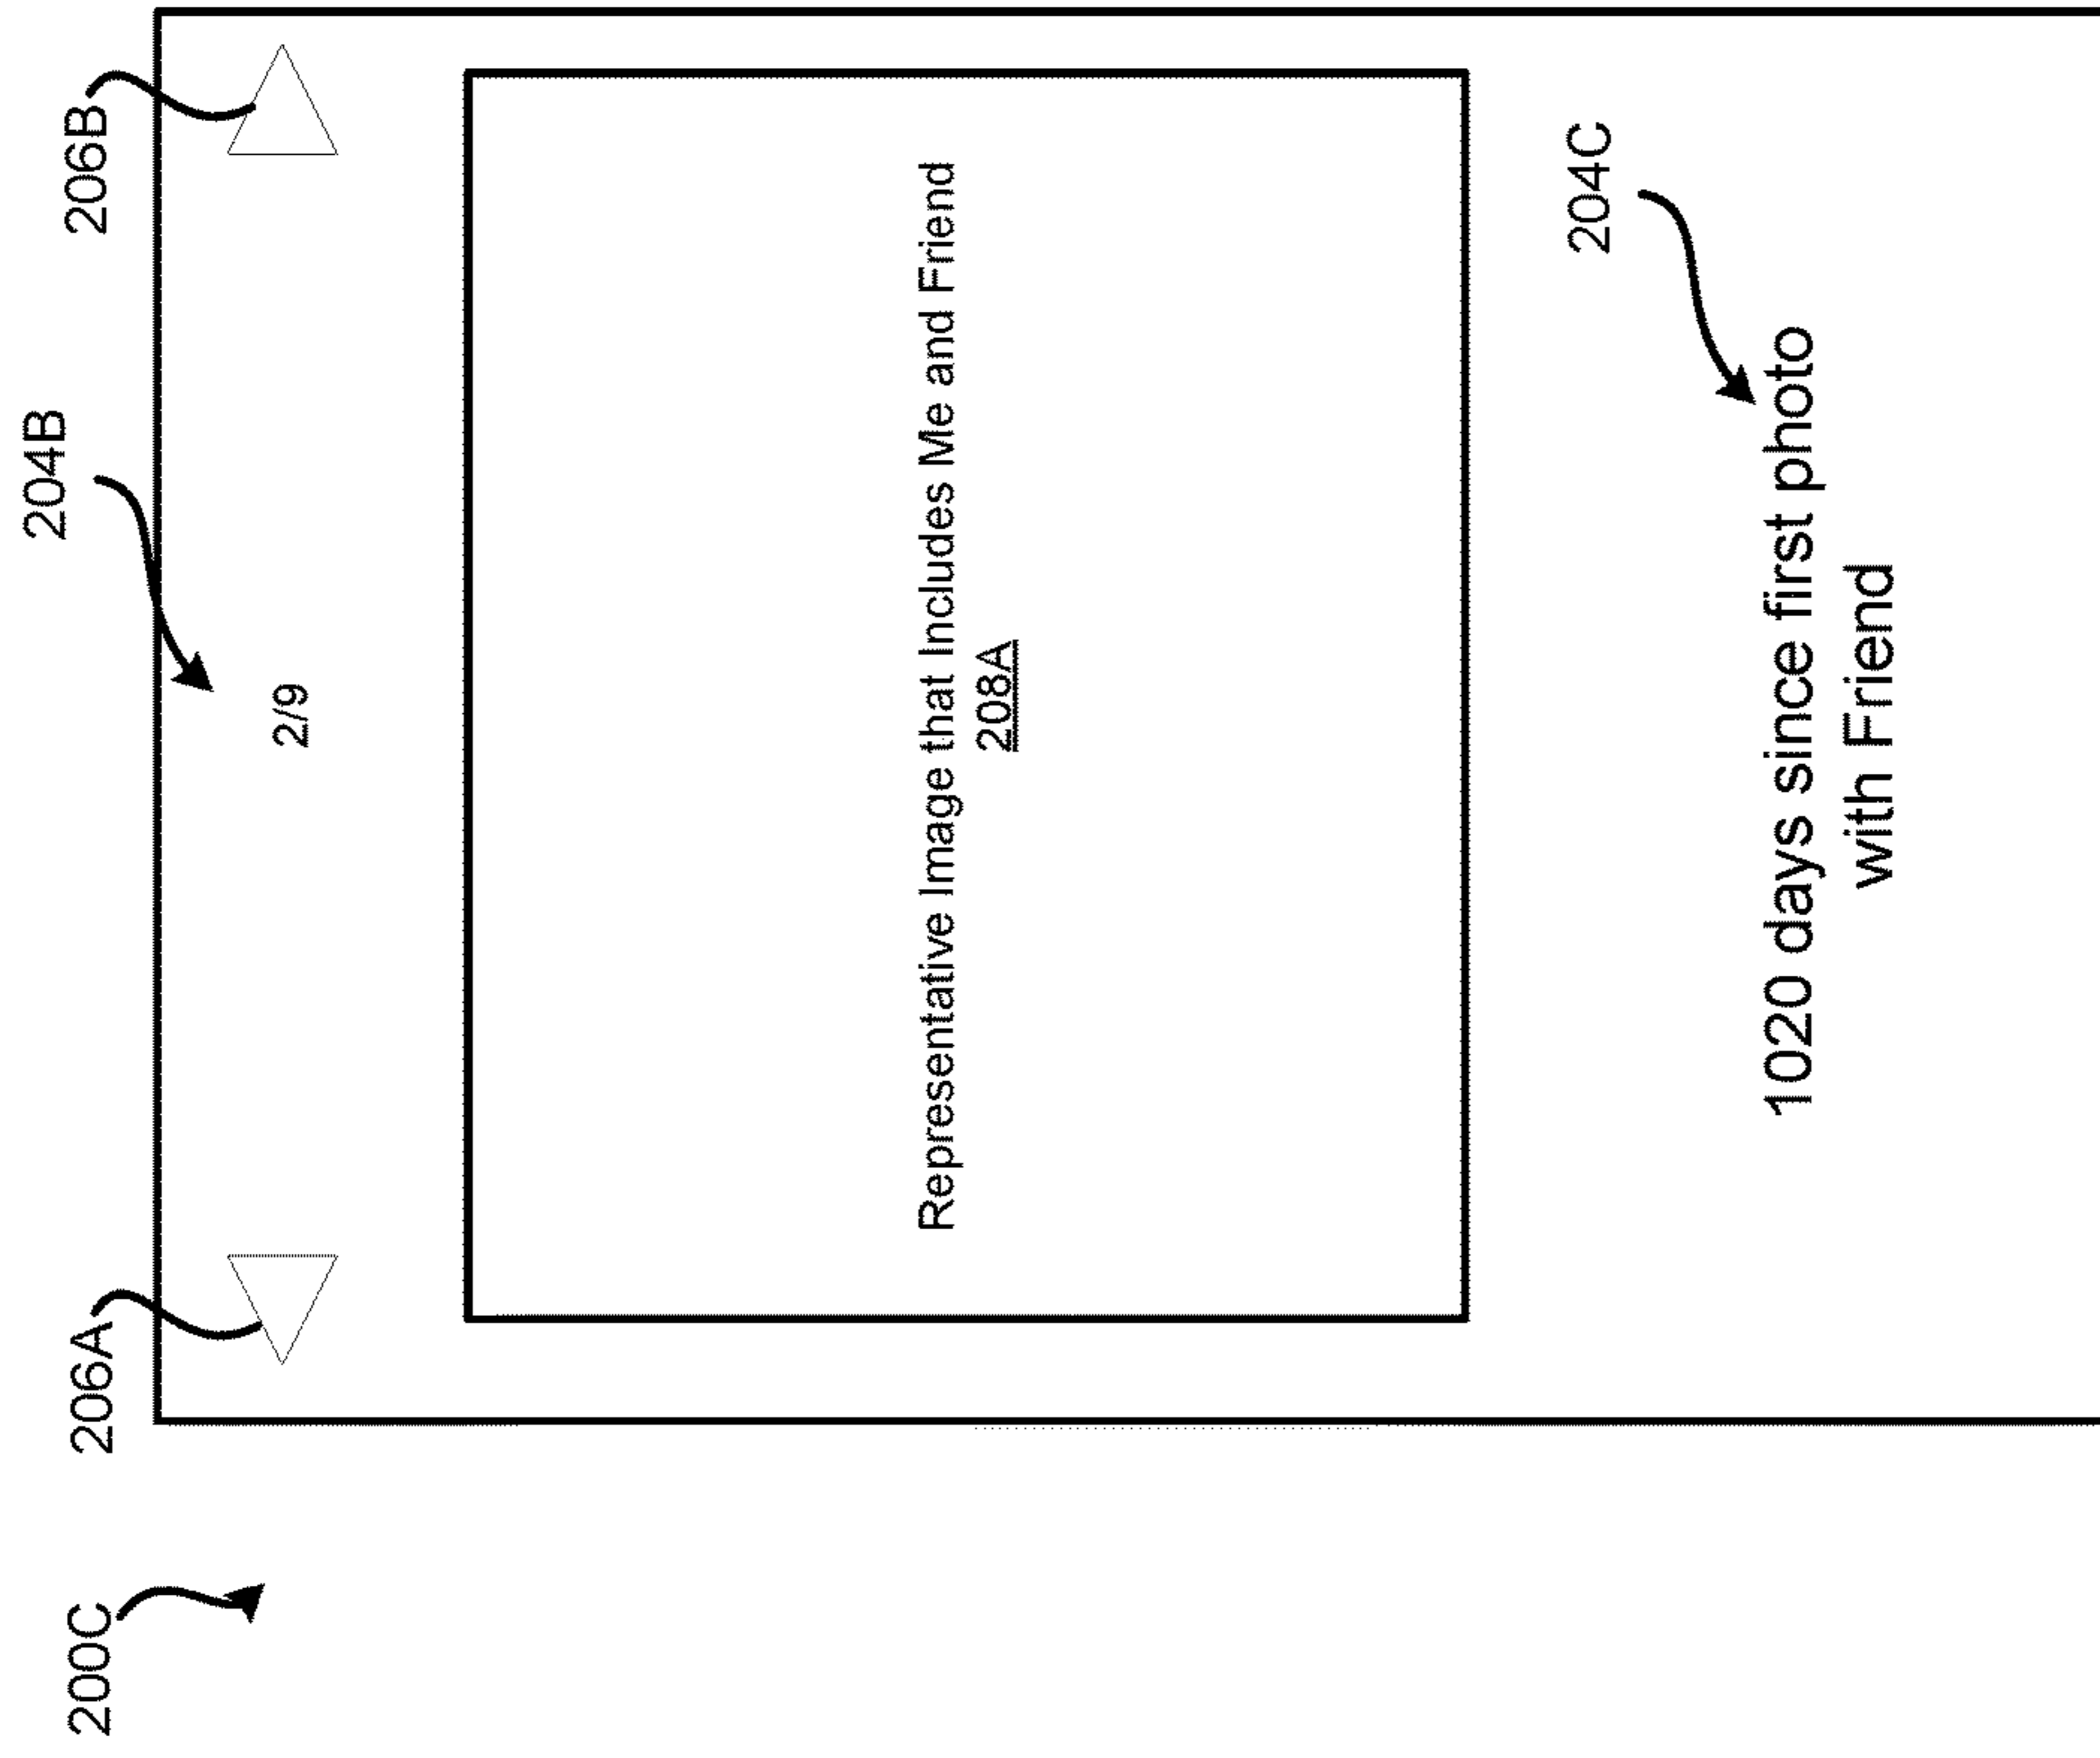 200C
204B
206A
206B
2/9
Representative Image that Includes Me and Friend
208A
204C
1020 days since first photo
with Friend